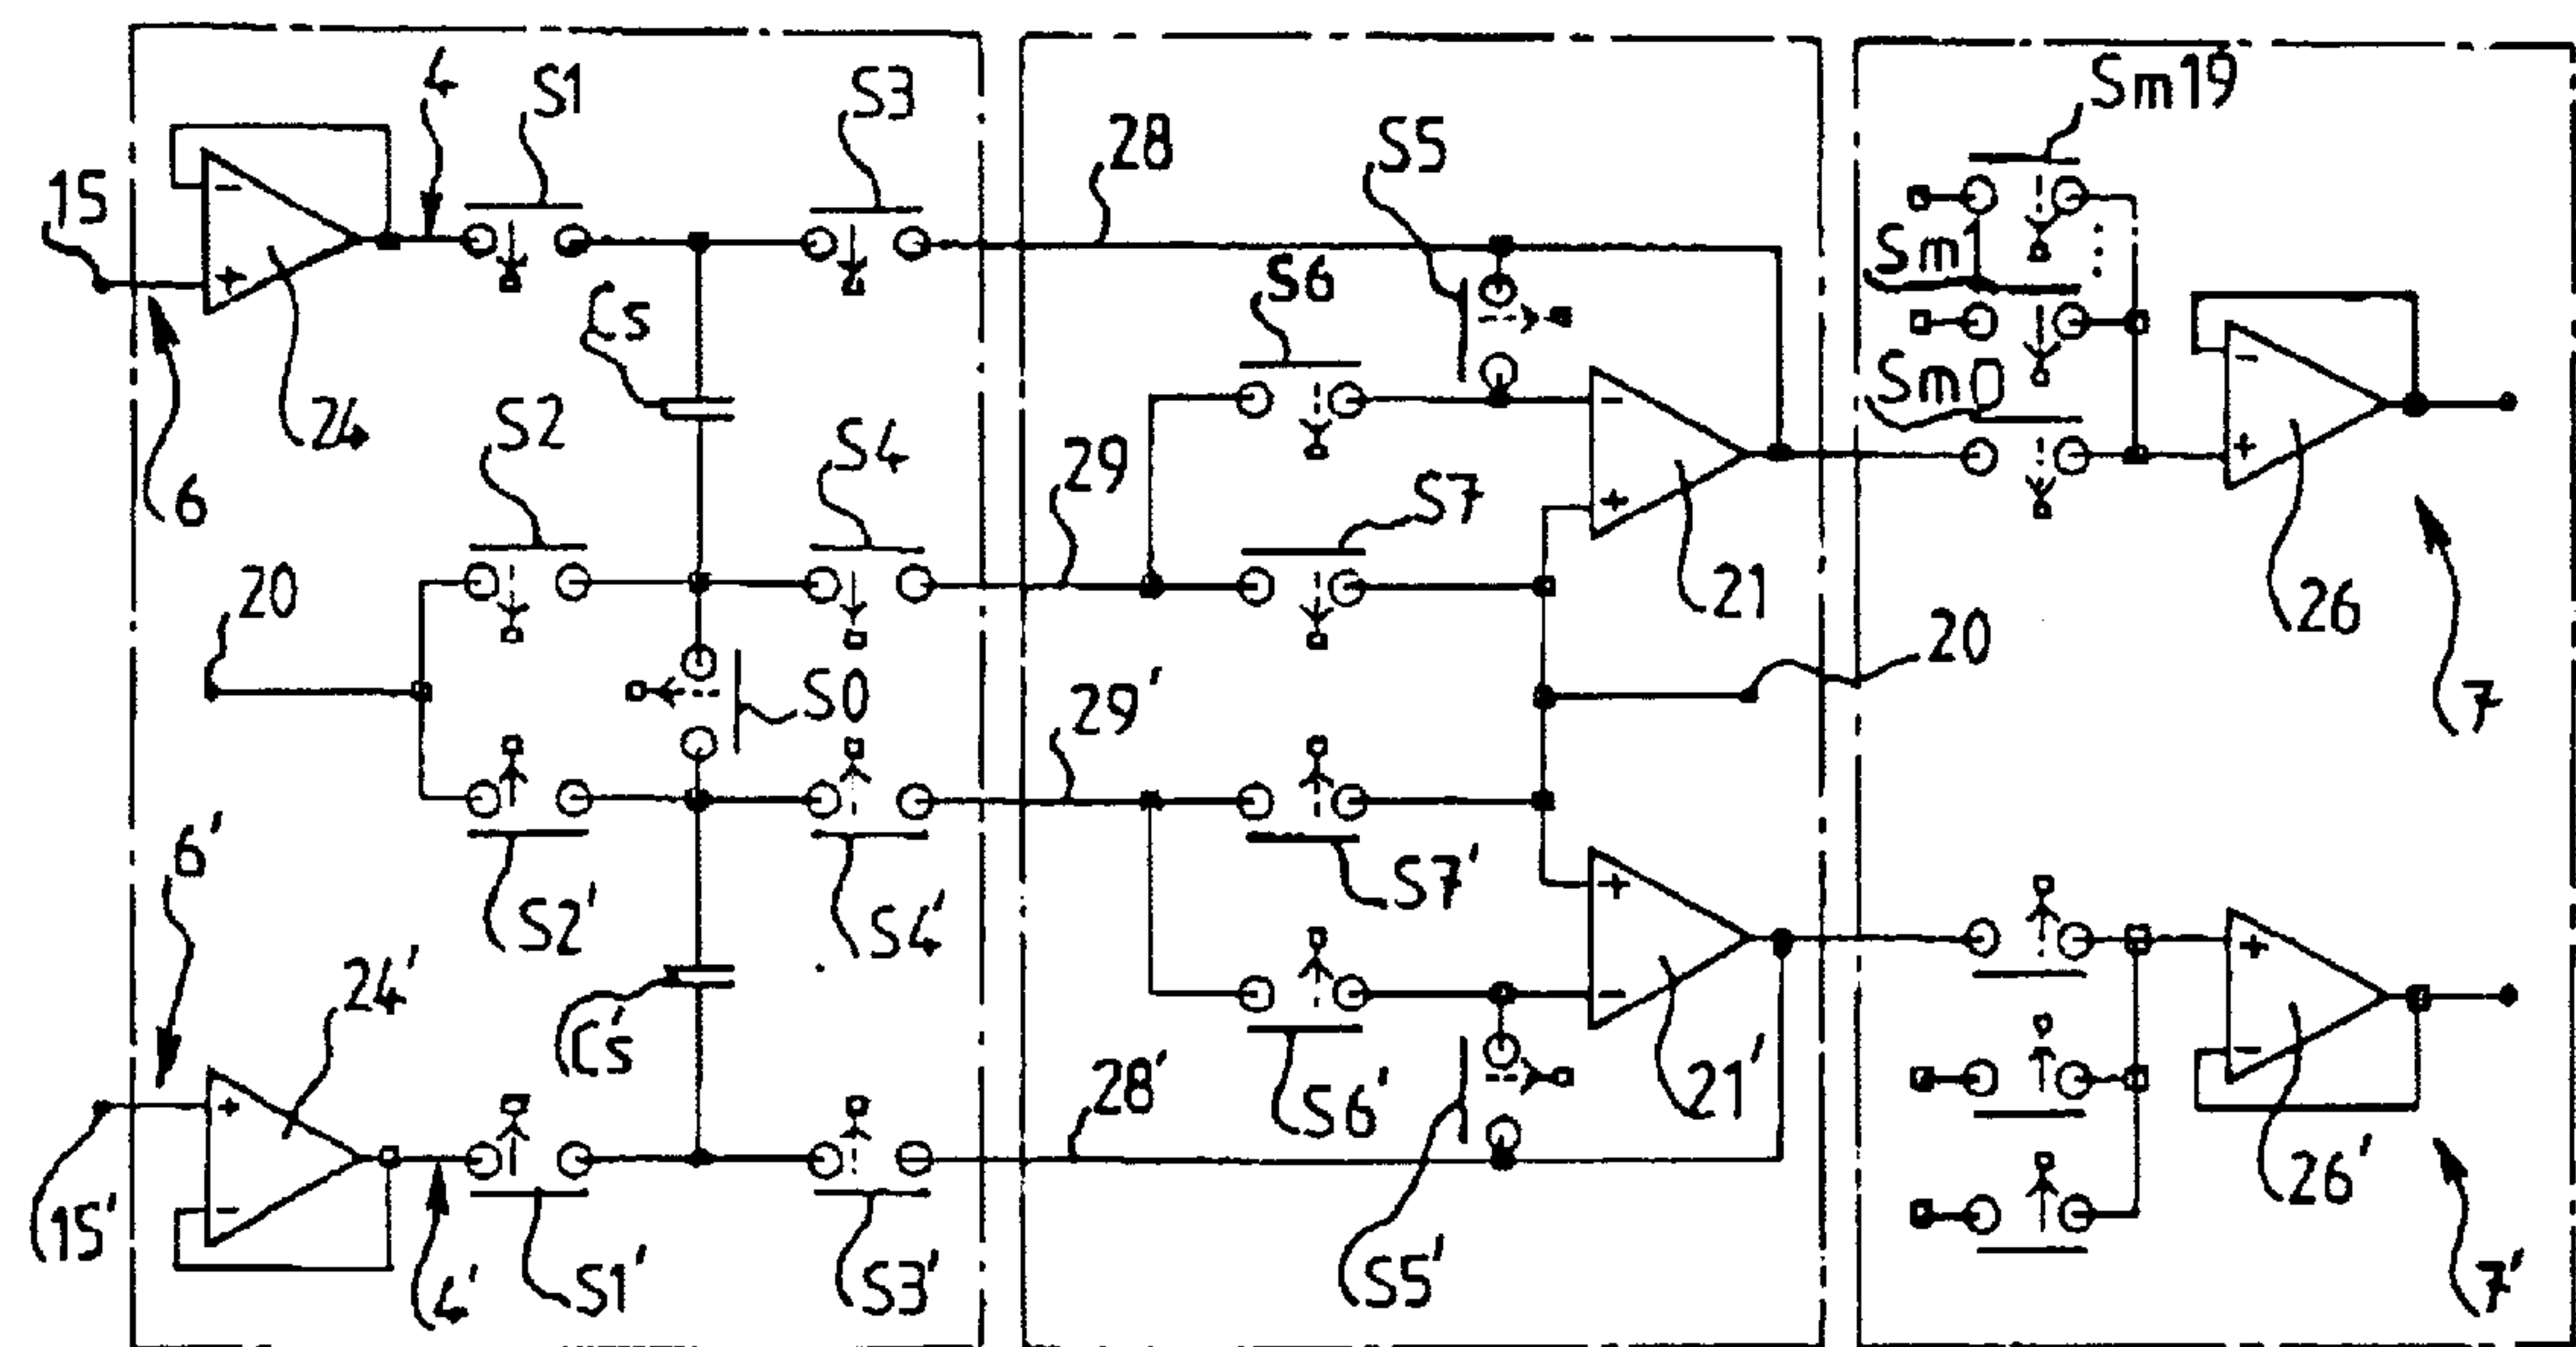 4
S1
S3
Sm19
28
S5
15
- 
Sm1
+
S6
Cs
-
Sm0
24
S2
S4
-
6
29
S7
+
+
20
21
26
20
S0
29'
7
6'
S7'
+
S2'
S4'
+
24'
C's
-
-
+
28'
S6'
21'
26'
15'
-
4'
S1'
S3'
S5'
7'